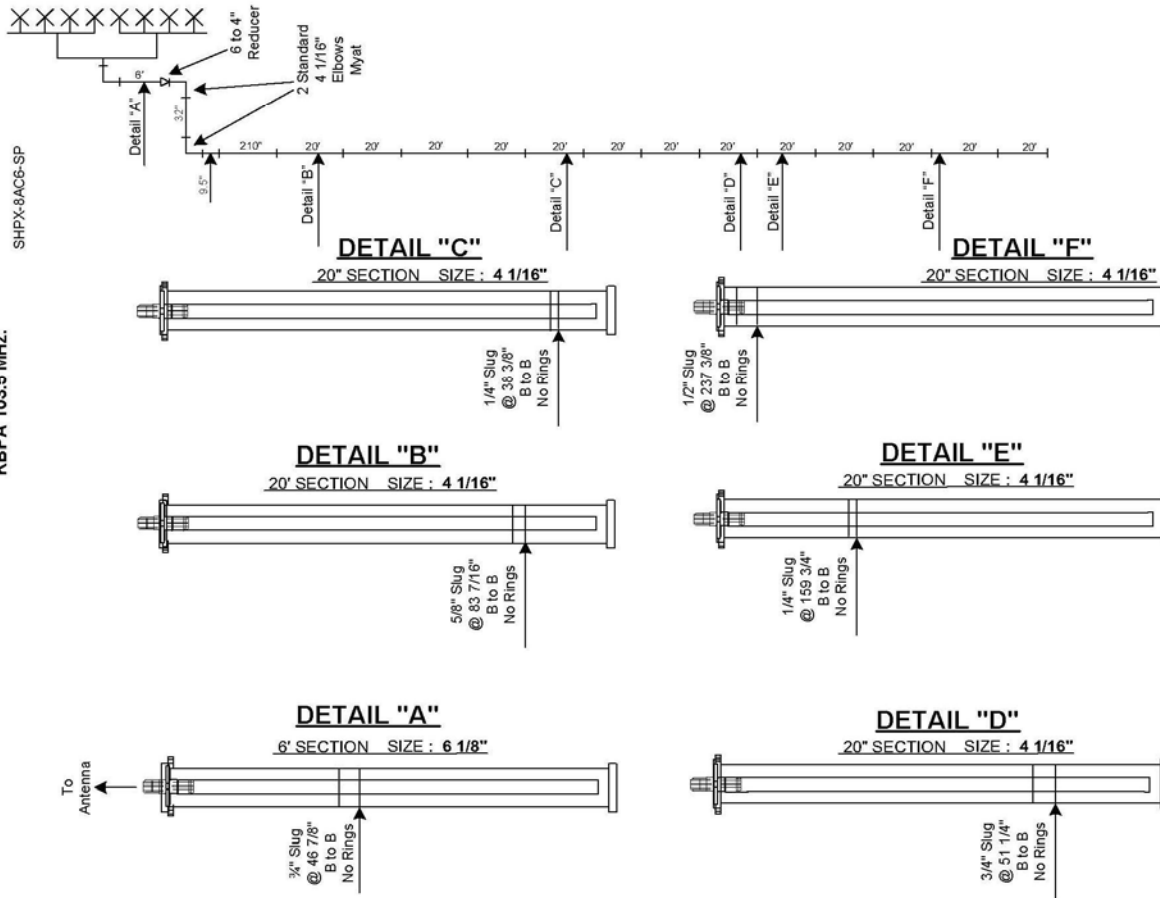 6 to 4"
Reducer
2 Standard
4 1/16"
Elbows
Myat
6'
Detail "A"
32"
SHPX-8AC6-SP
9.5"
210"
20'
20'
20'
20'
20'
20'
20'
20'
20'
20'
20'
20'
20'
Detail "B"
Detail "C"
Detail "D"
Detail "E"
Detail "F"
DETAIL "C"
20" SECTION SIZE : 4 1/16"
1/4" Slug
@ 38 3/8"
B to B
No Rings
DETAIL "F"
20" SECTION SIZE : 4 1/16"
1/2" Slug
@ 237 3/8"
B to B
No Rings
DETAIL "B"
20' SECTION SIZE : 4 1/16"
5/8" Slug
@ 83 7/16"
B to B
No Rings
DETAIL "E"
20" SECTION SIZE : 4 1/16"
1/4" Slug
@ 159 3/4"
B to B
No Rings
DETAIL "A"
6' SECTION SIZE : 6 1/8"
To
Antenna
¾" Slug
@ 46 7/8"
B to B
No Rings
DETAIL "D"
20" SECTION SIZE : 4 1/16"
3/4" Slug
@ 51 1/4"
B to B
No Rings